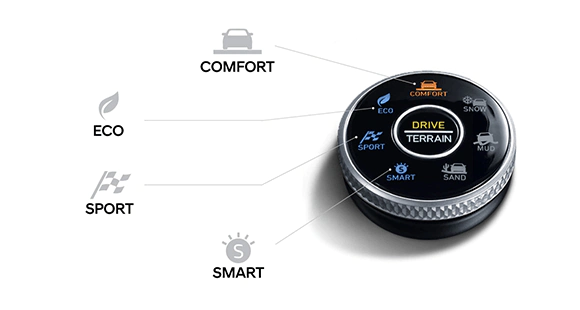 COMFORT
ECO
SPORT
SMART
COMFORT
ECO
SNOW
DRIVE
TERRAIN
SPORT
MUD
SMART
SAND